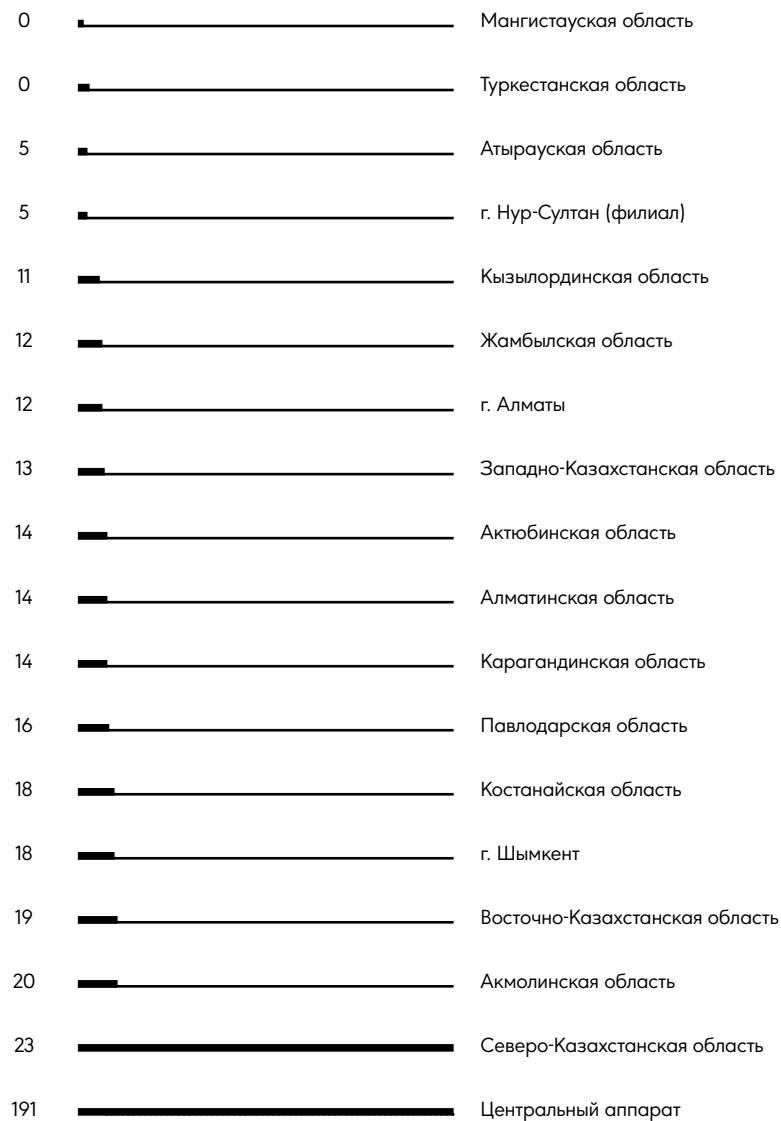 0 Мангистауская область
0 Туркестанская область
5 Атырауская область
5 г. Нур-Султан (филиал)
11 Кызылординская область
12 Жамбылская область
12 г. Алматы
13 Западно-Казахстанская область
14 Актюбинская область
14 Алматинская область
14 Карагандинская область
16 Павлодарская область
18 Костанайская область
18 г. Шымкент
19 Восточно-Казахстанская область
20 Акмолинская область
23 Северо-Казахстанская область
191 Центральный аппарат